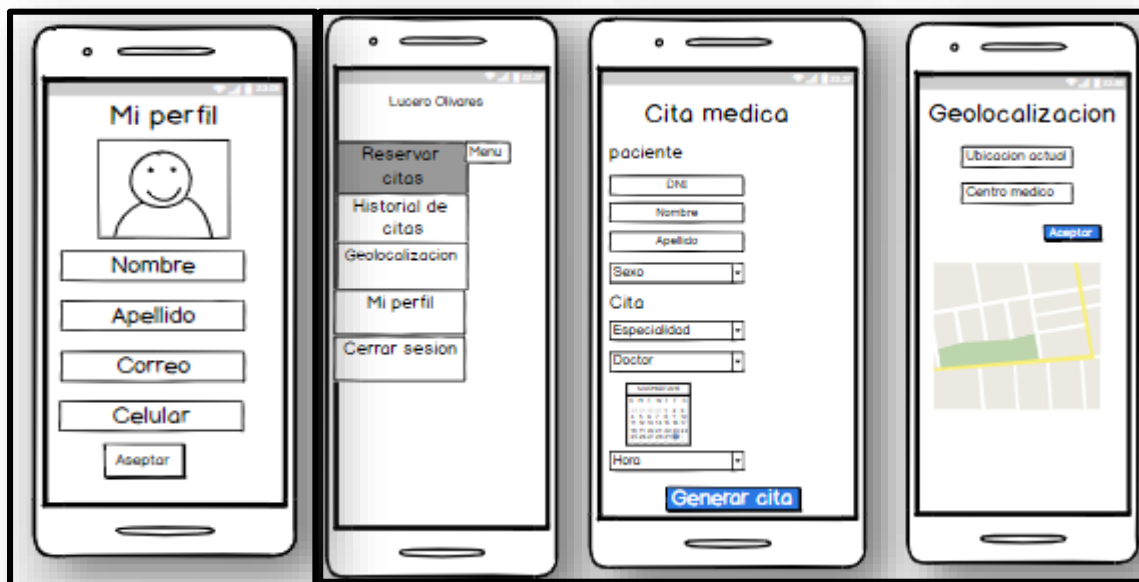 Mi perfil
Nombre
Apellido
Correo
Celular
Aseptar
Lucero Olivares
Menu
Reservar
citas
Historial de
citas
Geolocalizacion
Mi perfil
Cerrar sesion
Cita medica
paciente
DNI
Nombre
Apellido
Sexo
Cita
Especialidad
Doctor
Hora
Generar cita
Geolocalizacion
Ubicacion actual
Centro medico
Aceptar